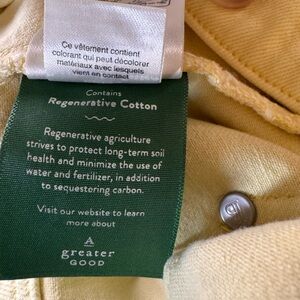 Ce vêtement contient
colorant qui peut décolorer
matériaux avec lesquels
vient en contact
Contains
Regenerative Cotton
Regenerative agriculture
strives to protect long-term soil
health and minimize the use of
water and fertilizer, in addition
to sequestering carbon.
Visit our website to learn
more about
A
greater
GOOD